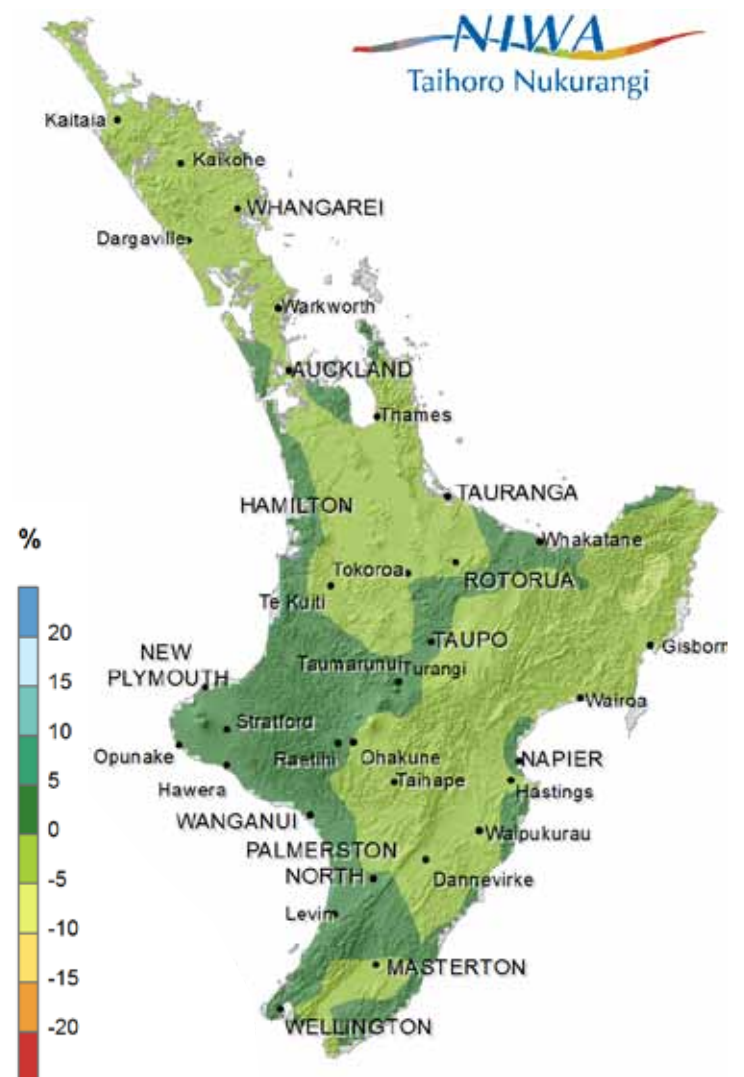 NIWA
Taihoro Nukurangi
Kaitaia
Kaikohe
WHANGAREI
Dargaville
Warkworth
AUCKLAND
Thames
TAURANGA
HAMILTON
Whakatane
%
Tokoroa
ROTORUA
Te Kuiti
20
TAUPO
NEW
PLYMOUTH
Taumarunui
Turangi
Gisborn
15
Wairoa
10
Stratford
Opunake
Raetihi
Ohakune
NAPIER
5
Hawera
Taihape
Hastings
WANGANUI
0
Waipukurau
PALMERSTON
NORTH
-5
Dannevirke
Levin
-10
MASTERTON
-15
-20
WELLINGTON